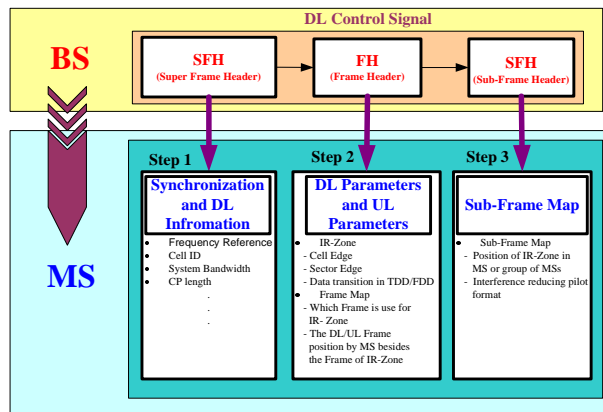 DL Control Signal
BS
SFH
(Super Frame Header)
FH
(Frame Header)
SFH
(Sub-Frame Header)
MS
Step 1
Synchronization
and DL
Infromation
• Frequency Reference
• Cell ID
• System Bandwidth
• CP length
.
.
.
Step 2
DL Parameters
and UL
Parameters
• IR-Zone
- Cell Edge
- Sector Edge
- Data transition in TDD/FDD
• Frame Map
- Which Frame is use for
IR- Zone
- The DL/UL Frame
position by MS besides
the Frame of IR-Zone
Step 3
Sub-Frame Map
• Sub-Frame Map
- Position of IR-Zone in
MS or group of MSs
- Interference reducing pilot
format